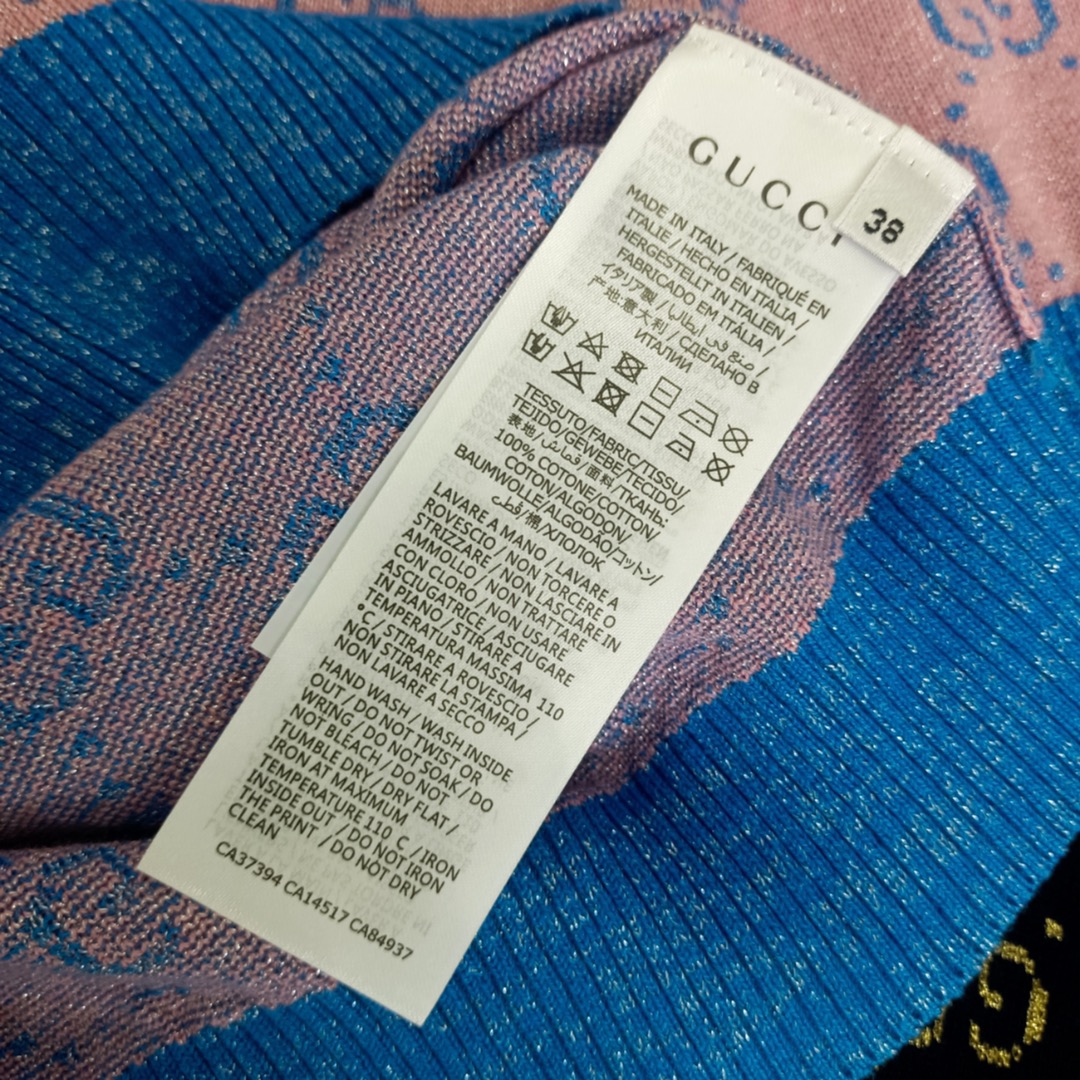 GUCCI
38
MADE IN ITALY / FABRIQUÉ EN
ITALIE / HECHO EN ITALIA /
HERGESTELLT IN ITALIEN /
FABRICADO EM ITÁLIA /
イタリア製 / صنع في إيطاليا /
产地:意大利 / СДЕЛАНО В
ИТАЛИИ
TESSUTO/FABRIC/TISSU/
TEJIDO/GEWEBE/TECIDO/
表地/قماش/面料/ТКАНЬ:
100% COTONE/COTTON/
COTON/ALGODON/
BAUMWOLLE/ALGODÃO/コットン/
قطن/棉/ХЛОПОК
LAVARE A MANO / LAVARE A
ROVESCIO / NON TORCERE O
STRIZZARE / NON LASCIARE IN
AMMOLLO / NON TRATTARE
CON CLORO / NON USARE
ASCIUGATRICE / ASCIUGARE
IN PIANO / STIRARE A
TEMPERATURA MASSIMA 110
°C / STIRARE A ROVESCIO /
NON STIRARE LA STAMPA /
NON LAVARE A SECCO
HAND WASH / WASH INSIDE
OUT / DO NOT TWIST OR
WRING / DO NOT SOAK / DO
NOT BLEACH / DO NOT
TUMBLE DRY / DRY FLAT /
IRON AT MAXIMUM
TEMPERATURE 110 C / IRON
INSIDE OUT / DO NOT IRON
THE PRINT / DO NOT DRY
CLEAN
CA37394 CA14517 CA84937